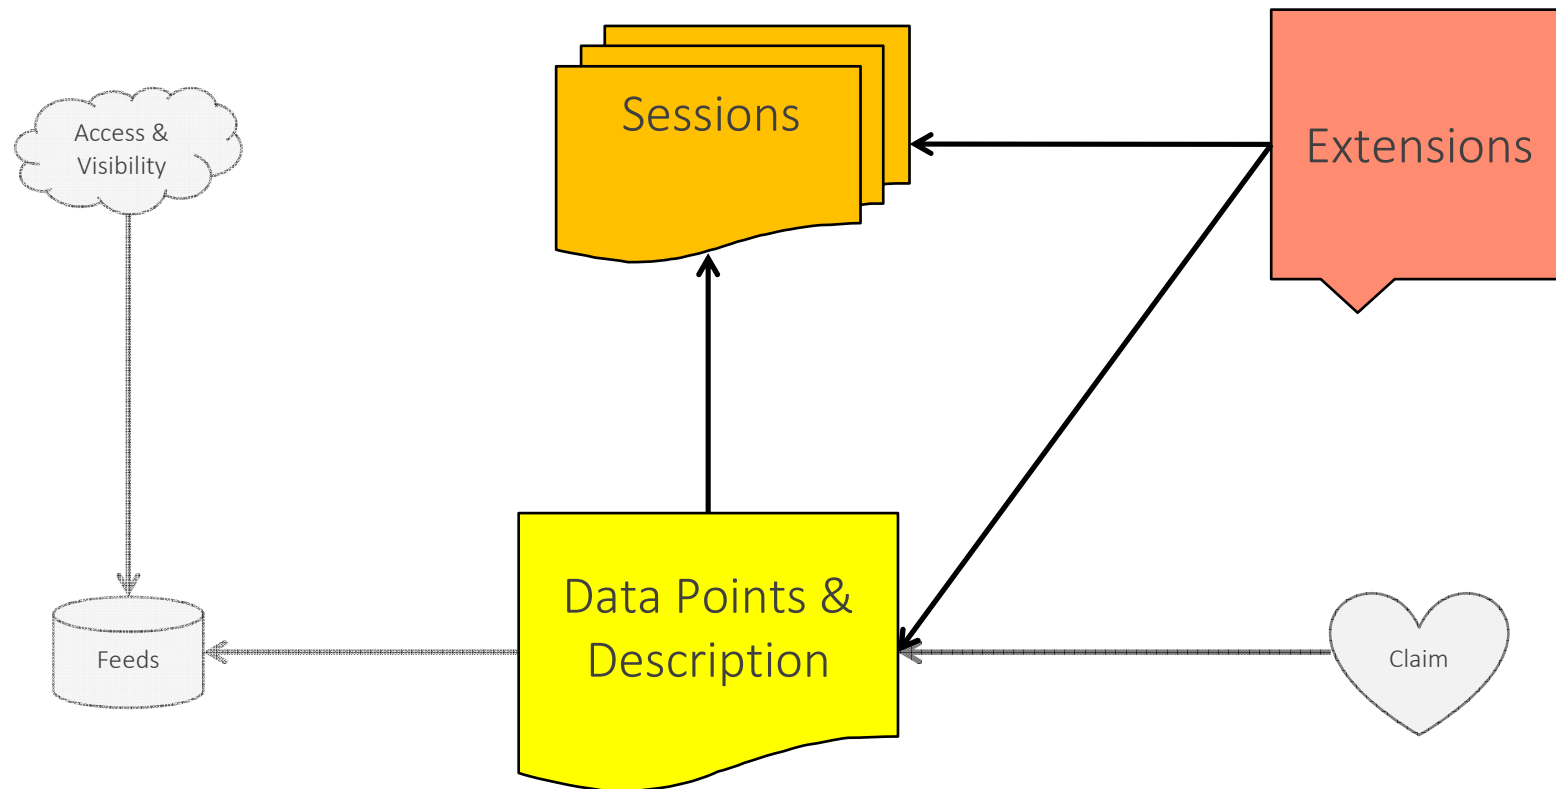 Access &
Visibility
Sessions
Extensions
Data Points &
Description
Feeds
Claim